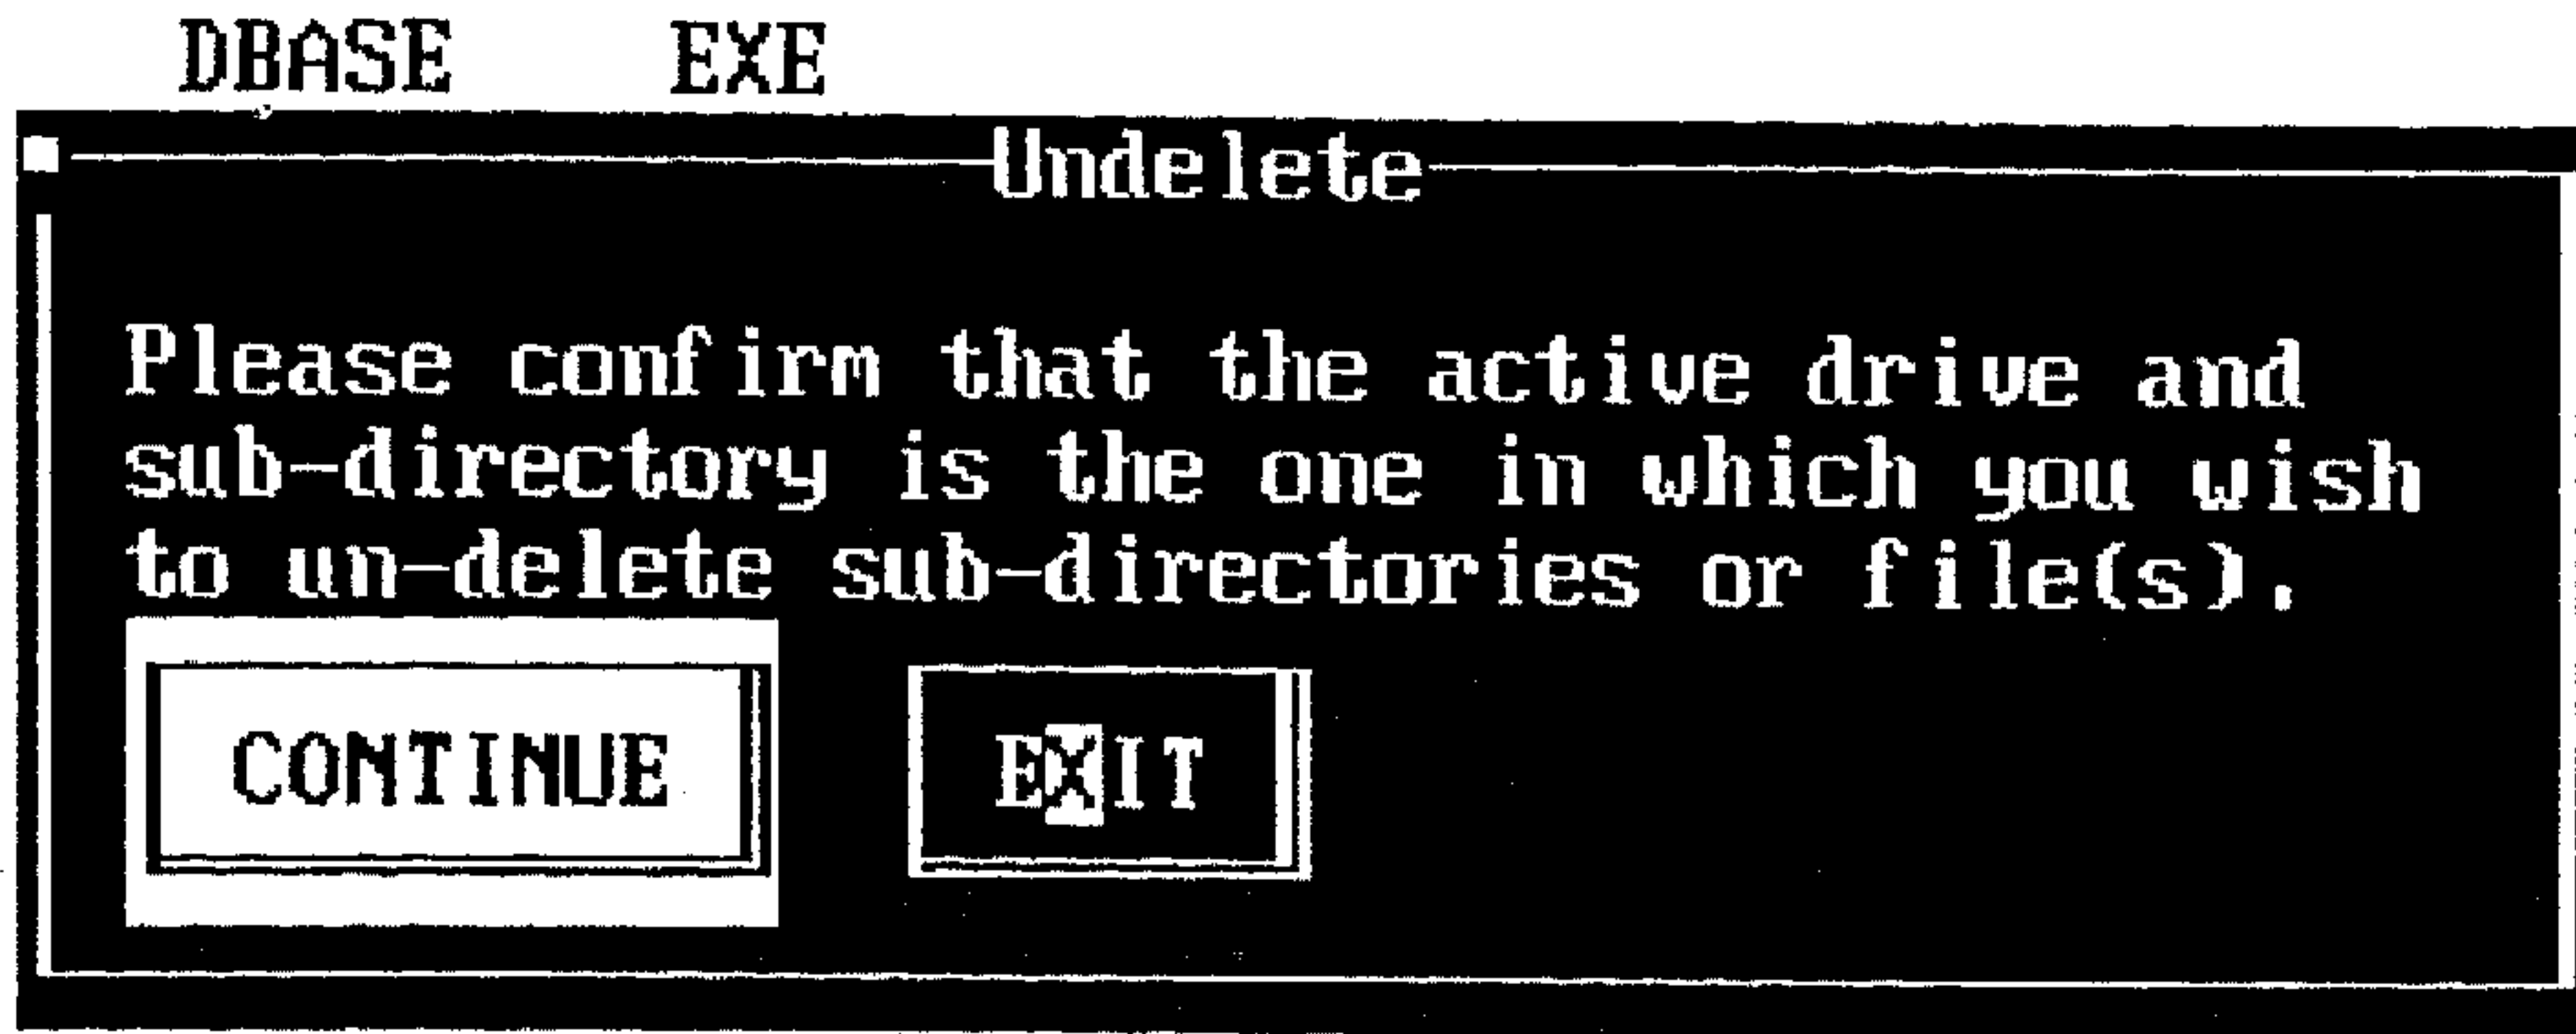 DBASE EXE
Undelete
Please confirm that the active drive and
sub-directory is the one in which you wish
to un-delete sub-directories or file(s).
CONTINUE EXIT